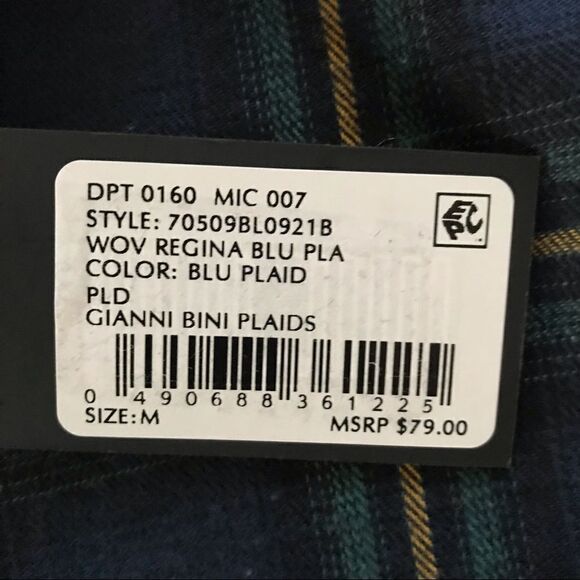 DPT 0160 MIC 007
STYLE: 70509BL0921B
WOV REGINA BLU PLA
COLOR: BLU PLAID
PLD
GIANNI BINI PLAIDS
0 490688 361225
SIZE:M MSRP $79.00
EPC